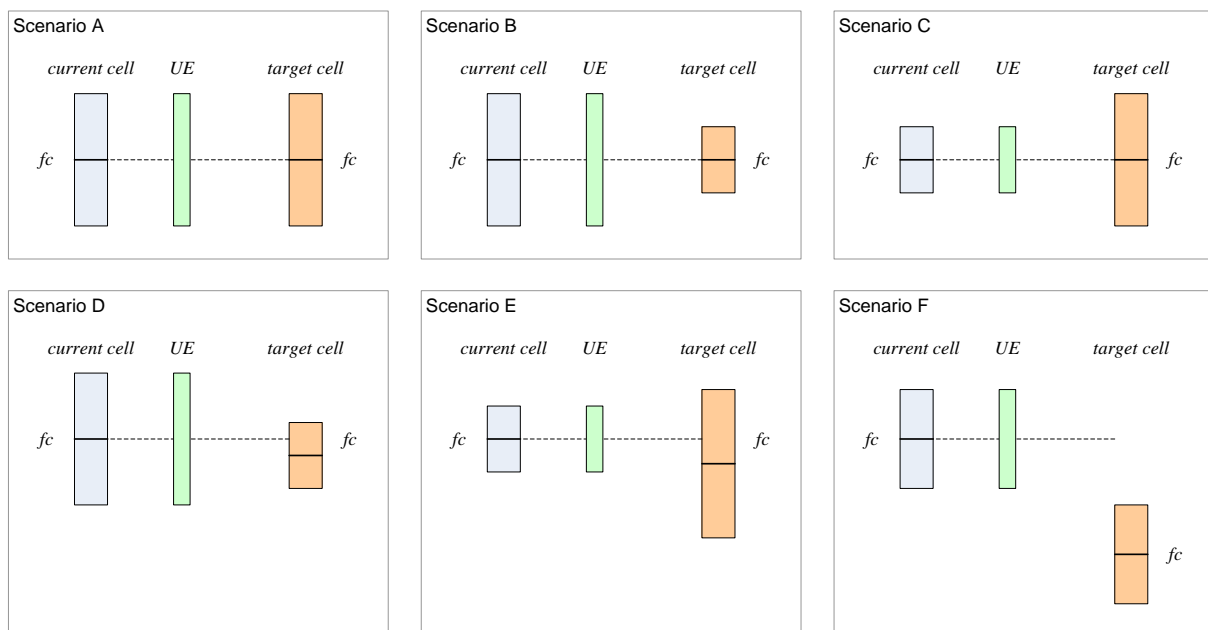 Scenario A
current cell UE target cell
fc fc
Scenario B
current cell UE target cell
fc fc
Scenario C
current cell UE target cell
fc fc
Scenario D
current cell UE target cell
fc fc
Scenario E
current cell UE target cell
fc fc
Scenario F
current cell UE target cell
fc
fc